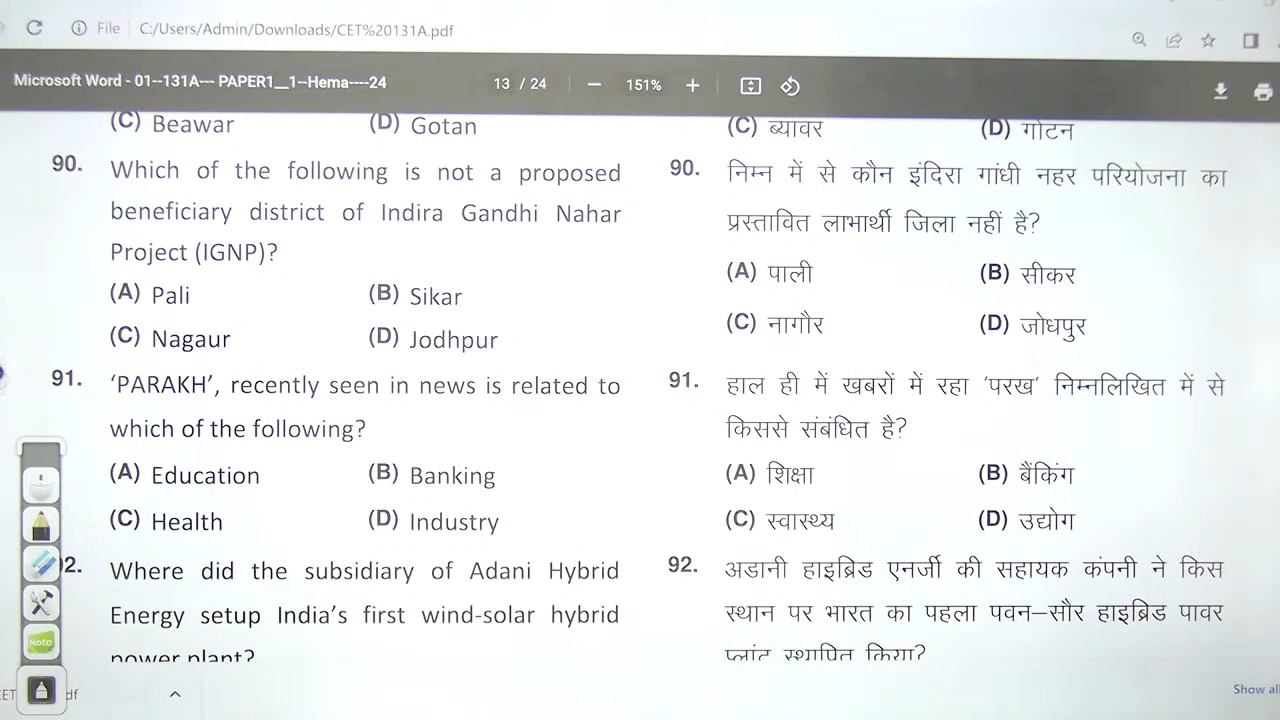 File
C:/Users/Admin/Downloads/CET%20131A.pdf
Microsoft Word - 01--131A--- PAPER1__1--Hema----24
13 / 24
151%
(C) Beawar
(D) Gotan
90. Which of the following is not a proposed
beneficiary district of Indira Gandhi Nahar
Project (IGNP)?
(A) Pali
(B) Sikar
(C) Nagaur
(D) Jodhpur
91. 'PARAKH', recently seen in news is related to
which of the following?
(A) Education
(B) Banking
(C) Health
(D) Industry
92. Where did the subsidiary of Adani Hybrid
Energy setup India's first wind-solar hybrid
power plant?
(C) ब्यावर
(D) गोटन
90. निम्न में से कौन इंदिरा गांधी नहर परियोजना का
प्रस्तावित लाभार्थी जिला नहीं है?
(A) पाली
(B) सीकर
(C) नागौर
(D) जोधपुर
91. हाल ही में खबरों में रहा 'परख' निम्नलिखित में से
किससे संबंधित है?
(A) शिक्षा
(B) बैंकिंग
(C) स्वास्थ्य
(D) उद्योग
92. अडानी हाइब्रिड एनर्जी की सहायक कंपनी ने किस
स्थान पर भारत का पहला पवन–सौर हाइब्रिड पावर
प्लांट स्थापित किया?
Note
CET
df
Show all